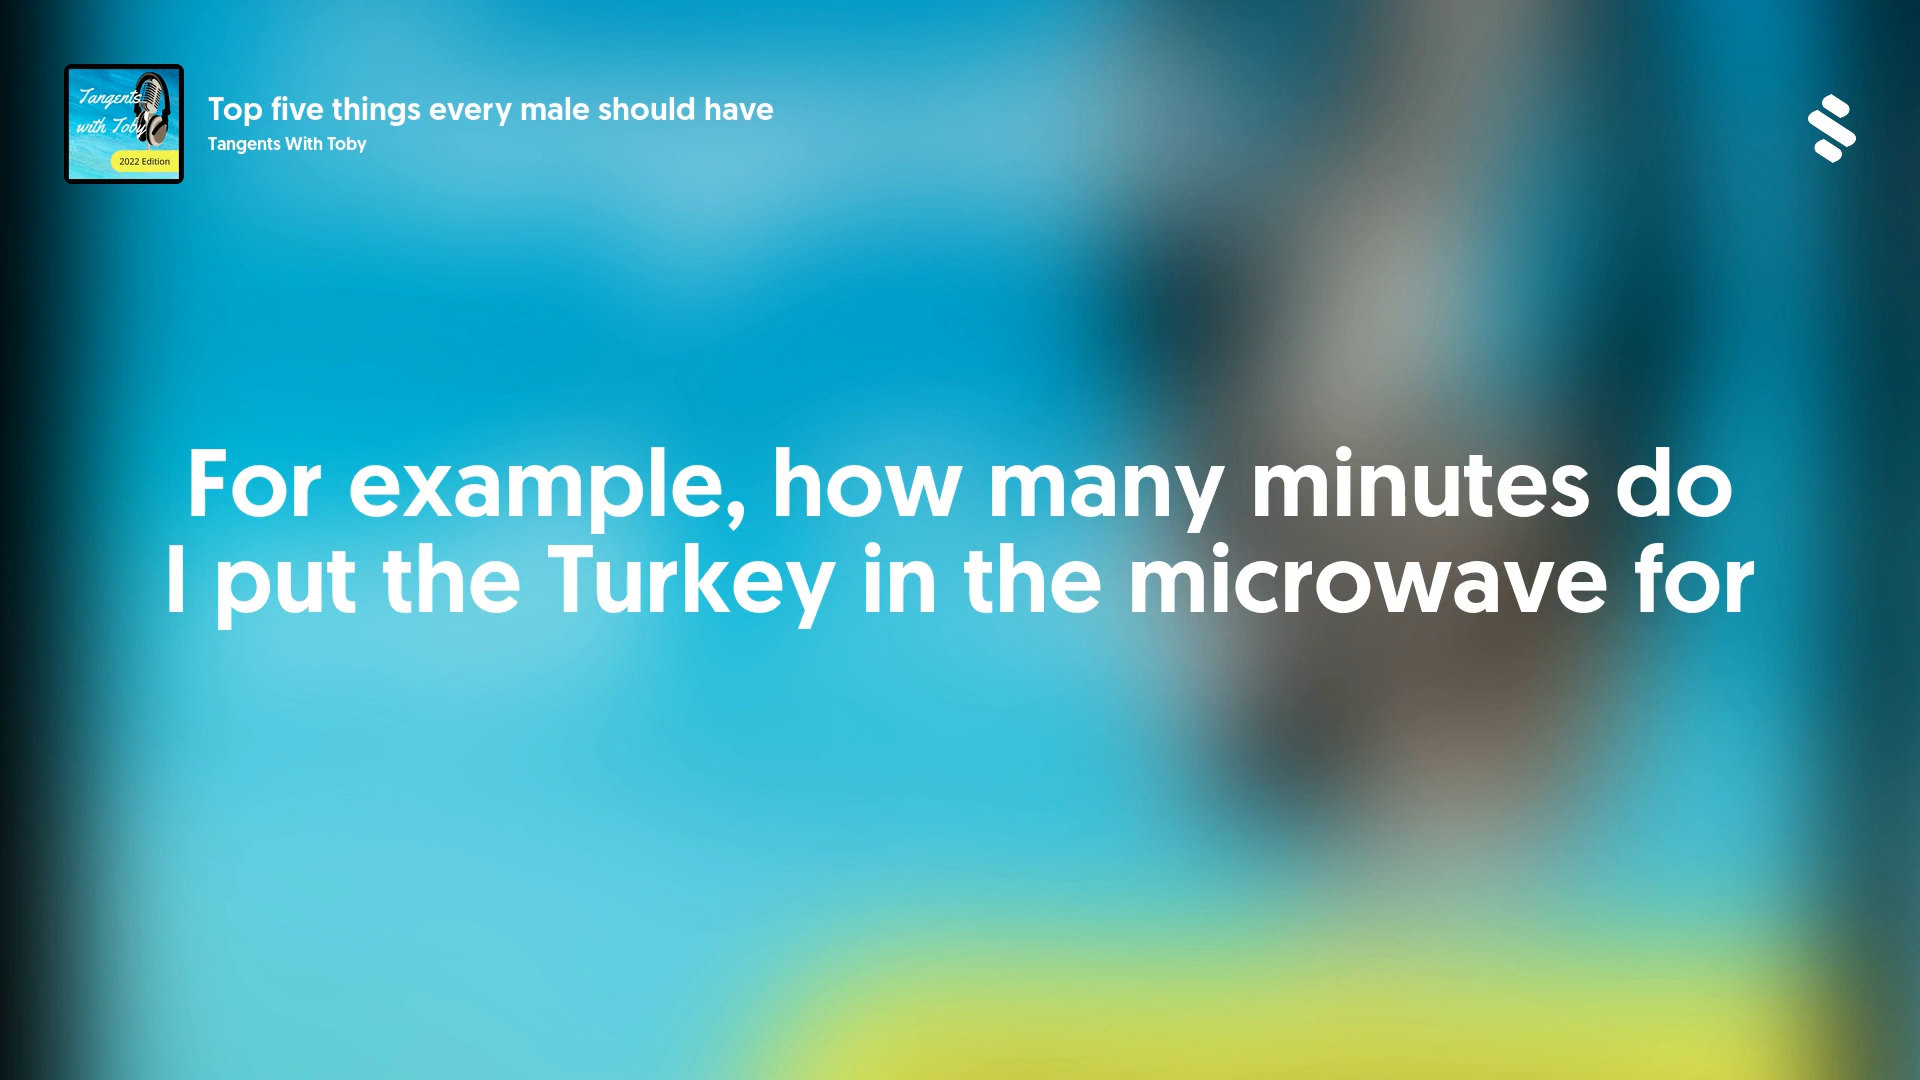 Tangents
with Toby
2022 Edition
Top five things every male should have
Tangents With Toby
For example, how many minutes do
I put the Turkey in the microwave for